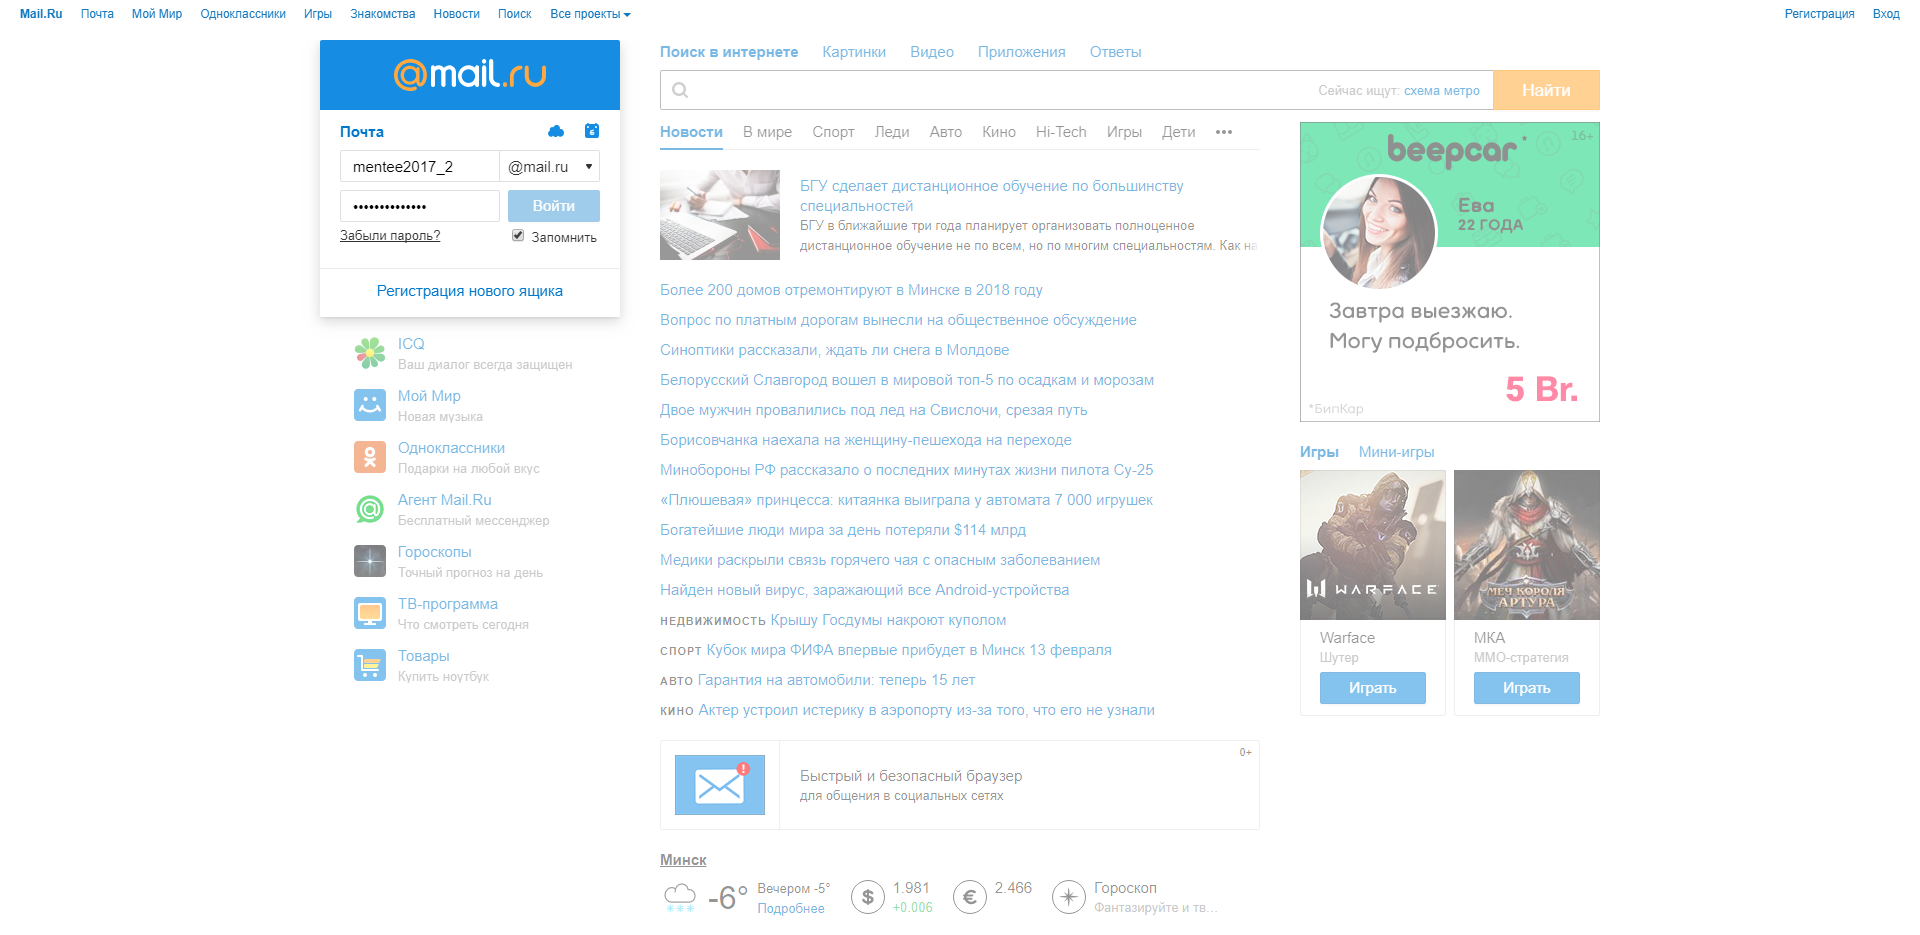 Mail.Ru Почта Мой Мир Одноклассники Игры Знакомства Новости Поиск Все проекты Регистрация Вход
@mail.ru
Почта
6
mentee2017_2 @mail.ru
•••••••••••••• Войти
Забыли пароль? Запомнить
Регистрация нового ящика
ICQ
Ваш диалог всегда защищен
Мой Мир
Новая музыка
Одноклассники
Подарки на любой вкус
Агент Mail.Ru
Бесплатный мессенджер
Гороскопы
Точный прогноз на день
ТВ-программа
Что смотреть сегодня
Товары
Купить ноутбук
Поиск в интернете Картинки Видео Приложения Ответы
Сейчас ищут: схема метро Найти
Новости В мире Спорт Леди Авто Кино Hi-Tech Игры Дети •••
БГУ сделает дистанционное обучение по большинству
специальностей
БГУ в ближайшие три года планирует организовать полноценное
дистанционное обучение не по всем, но по многим специальностям. Как на
Более 200 домов отремонтируют в Минске в 2018 году
Вопрос по платным дорогам вынесли на общественное обсуждение
Синоптики рассказали, ждать ли снега в Молдове
Белорусский Славгород вошел в мировой топ-5 по осадкам и морозам
Двое мужчин провалились под лед на Свислочи, срезая путь
Борисовчанка наехала на женщину-пешехода на переходе
Минобороны РФ рассказало о последних минутах жизни пилота Су-25
«Плюшевая» принцесса: китаянка выиграла у автомата 7 000 игрушек
Богатейшие люди мира за день потеряли $114 млрд
Медики раскрыли связь горячего чая с опасным заболеванием
Найден новый вирус, заражающий все Android-устройства
НЕДВИЖИМОСТЬ Крышу Госдумы накроют куполом
СПОРТ Кубок мира ФИФА впервые прибудет в Минск 13 февраля
АВТО Гарантия на автомобили: теперь 15 лет
КИНО Актер устроил истерику в аэропорту из-за того, что его не узнали
0+
Быстрый и безопасный браузер
для общения в социальных сетях
Минск
-6° Вечером -5° $ 1.981 € 2.466 Гороскоп
Подробнее +0.006 Фантазируйте и тв...
16+
beepcar*
Ева
22 ГОДА
Завтра выезжаю.
Могу подбросить.
5 Br.
*БипКар
Игры Мини-игры
WARFACE
МЕЧ КОРОЛЯ
АРТУРА
Warface МКА
Шутер ММО-стратегия
Играть Играть